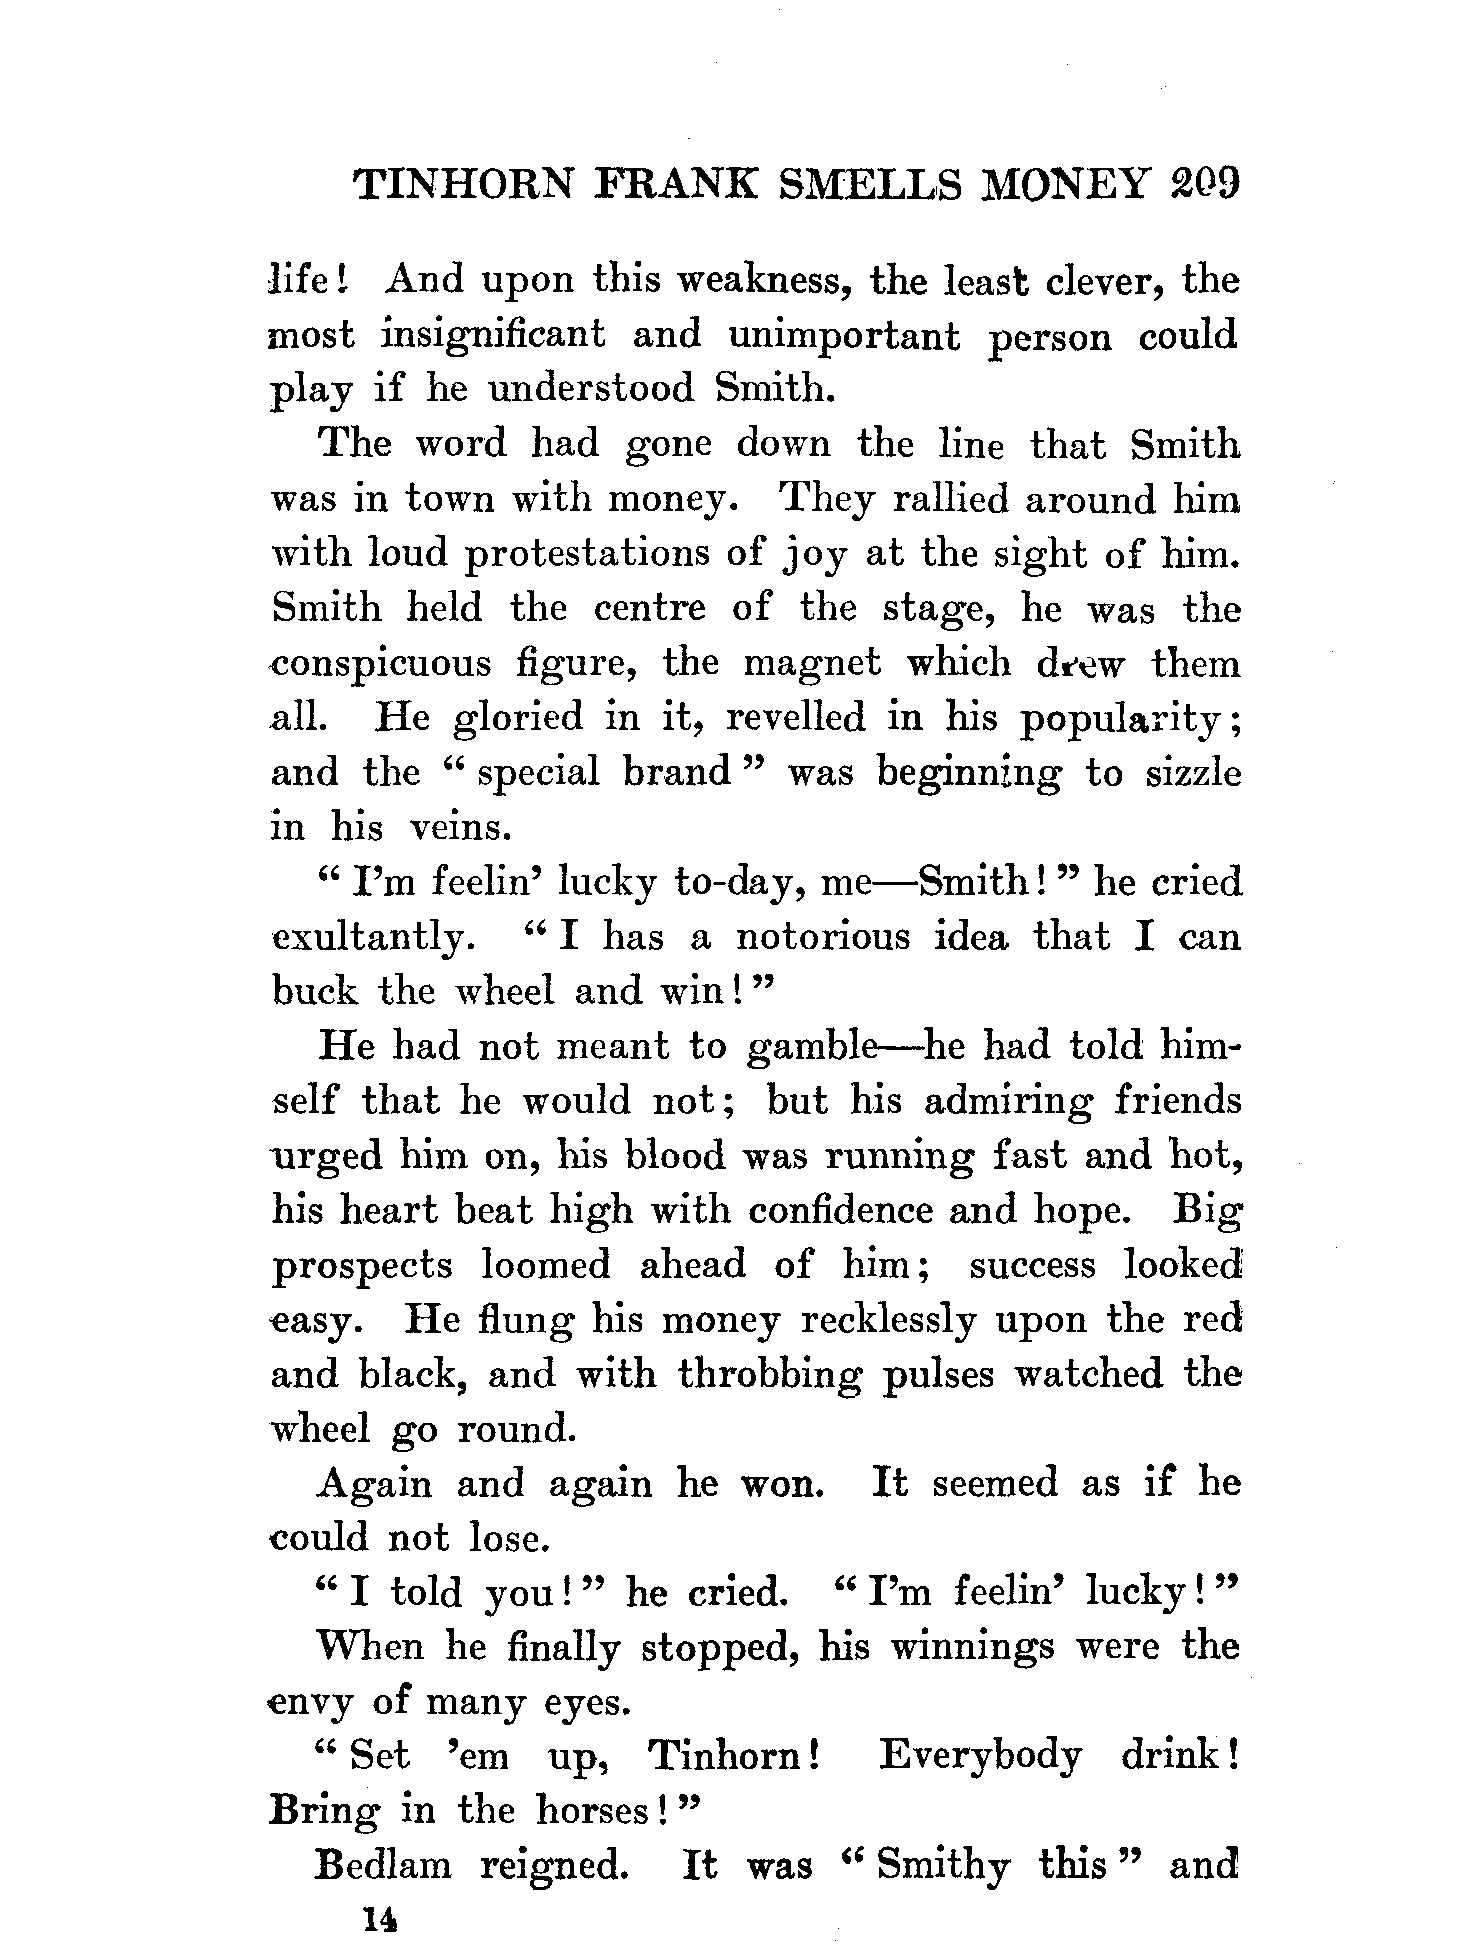 TINHORN FRANK SMELLS MONEY 209
life! And upon this weakness, the least clever, the
most insignificant and unimportant person could
play if he understood Smith.
The word had gone down the line that Smith
was in town with money. They rallied around him
with loud protestations of joy at the sight of him.
Smith held the centre of the stage, he was the
conspicuous figure, the magnet which drew them
all. He gloried in it, revelled in his popularity;
and the “ special brand ” was beginning to sizzle
in his veins.
“ I’m feelin’ lucky to-day, me—Smith! ” he cried
exultantly. “ I has a notorious idea that I can
buck the wheel and win! ”
He had not meant to gamble—he had told him-
self that he would not; but his admiring friends
urged him on, his blood was running fast and hot,
his heart beat high with confidence and hope. Big
prospects loomed ahead of him; success looked
easy. He flung his money recklessly upon the red
and black, and with throbbing pulses watched the
wheel go round.
Again and again he won. It seemed as if he
could not lose.
“ I told you! ” he cried. “ I’m feelin’ lucky! ”
When he finally stopped, his winnings were the
envy of many eyes.
“ Set ’em up, Tinhorn! Everybody drink!
Bring in the horses! ”
Bedlam reigned. It was “ Smithy this ” and
14